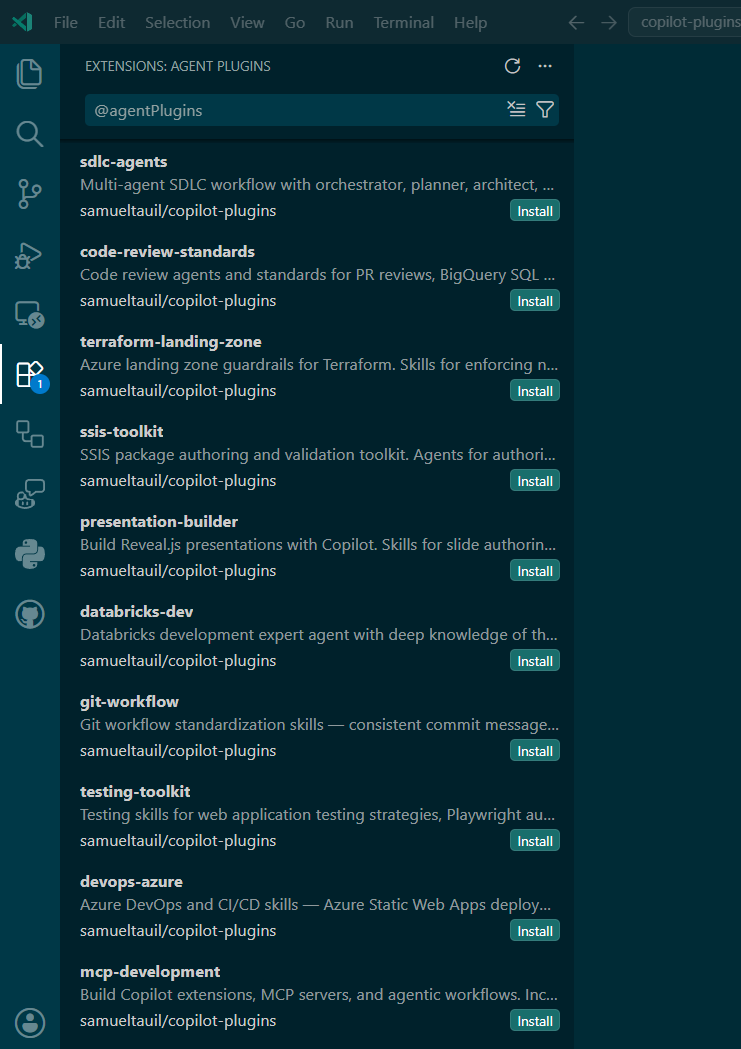 File Edit Selection View Go Run Terminal Help copilot-plugins
EXTENSIONS: AGENT PLUGINS
@agentPlugins
sdlc-agents
Multi-agent SDLC workflow with orchestrator, planner, architect, ...
samueltauil/copilot-plugins Install
code-review-standards
Code review agents and standards for PR reviews, BigQuery SQL ...
samueltauil/copilot-plugins Install
terraform-landing-zone
Azure landing zone guardrails for Terraform. Skills for enforcing n...
samueltauil/copilot-plugins Install
ssis-toolkit
SSIS package authoring and validation toolkit. Agents for authori...
samueltauil/copilot-plugins Install
presentation-builder
Build Reveal.js presentations with Copilot. Skills for slide authorin...
samueltauil/copilot-plugins Install
databricks-dev
Databricks development expert agent with deep knowledge of th...
samueltauil/copilot-plugins Install
1
git-workflow
Git workflow standardization skills — consistent commit message...
samueltauil/copilot-plugins Install
testing-toolkit
Testing skills for web application testing strategies, Playwright au...
samueltauil/copilot-plugins Install
devops-azure
Azure DevOps and CI/CD skills — Azure Static Web Apps deploy...
samueltauil/copilot-plugins Install
mcp-development
Build Copilot extensions, MCP servers, and agentic workflows. Inc...
samueltauil/copilot-plugins Install